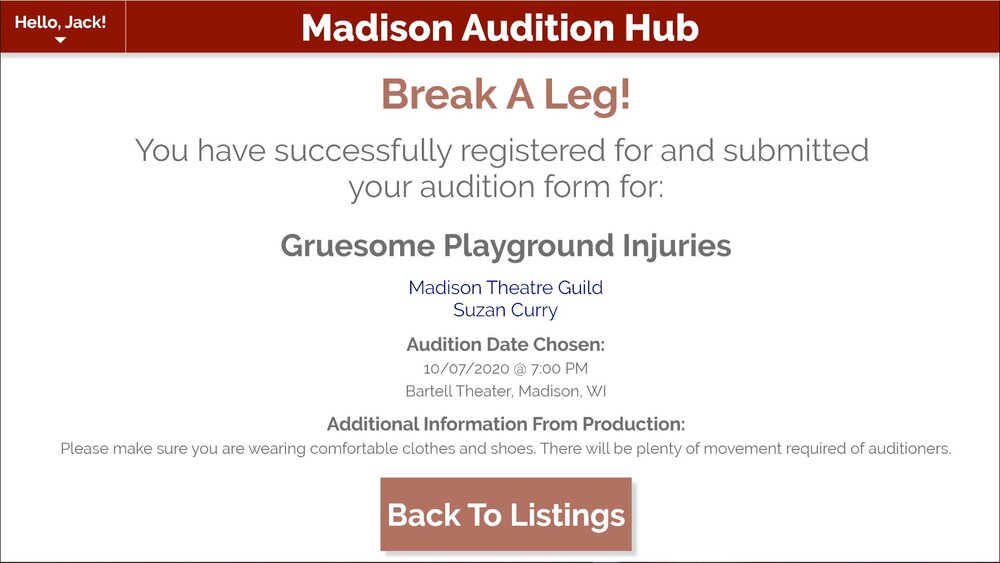 Hello, Jack!
Madison Audition Hub
Break A Leg!
You have successfully registered for and submitted
your audition form for:
Gruesome Playground Injuries
Madison Theatre Guild
Suzan Curry
Audition Date Chosen:
10/07/2020 @ 7:00 PM
Bartell Theater, Madison, WI
Additional Information From Production:
Please make sure you are wearing comfortable clothes and shoes. There will be plenty of movement required of auditioners.
Back To Listings